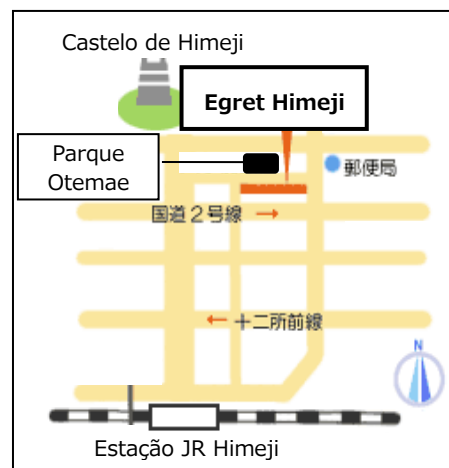 Castelo de Himeji
Egret Himeji
Parque
Otemae
郵便局
国道２号線 →
← 十二所前線
N
Estação JR Himeji